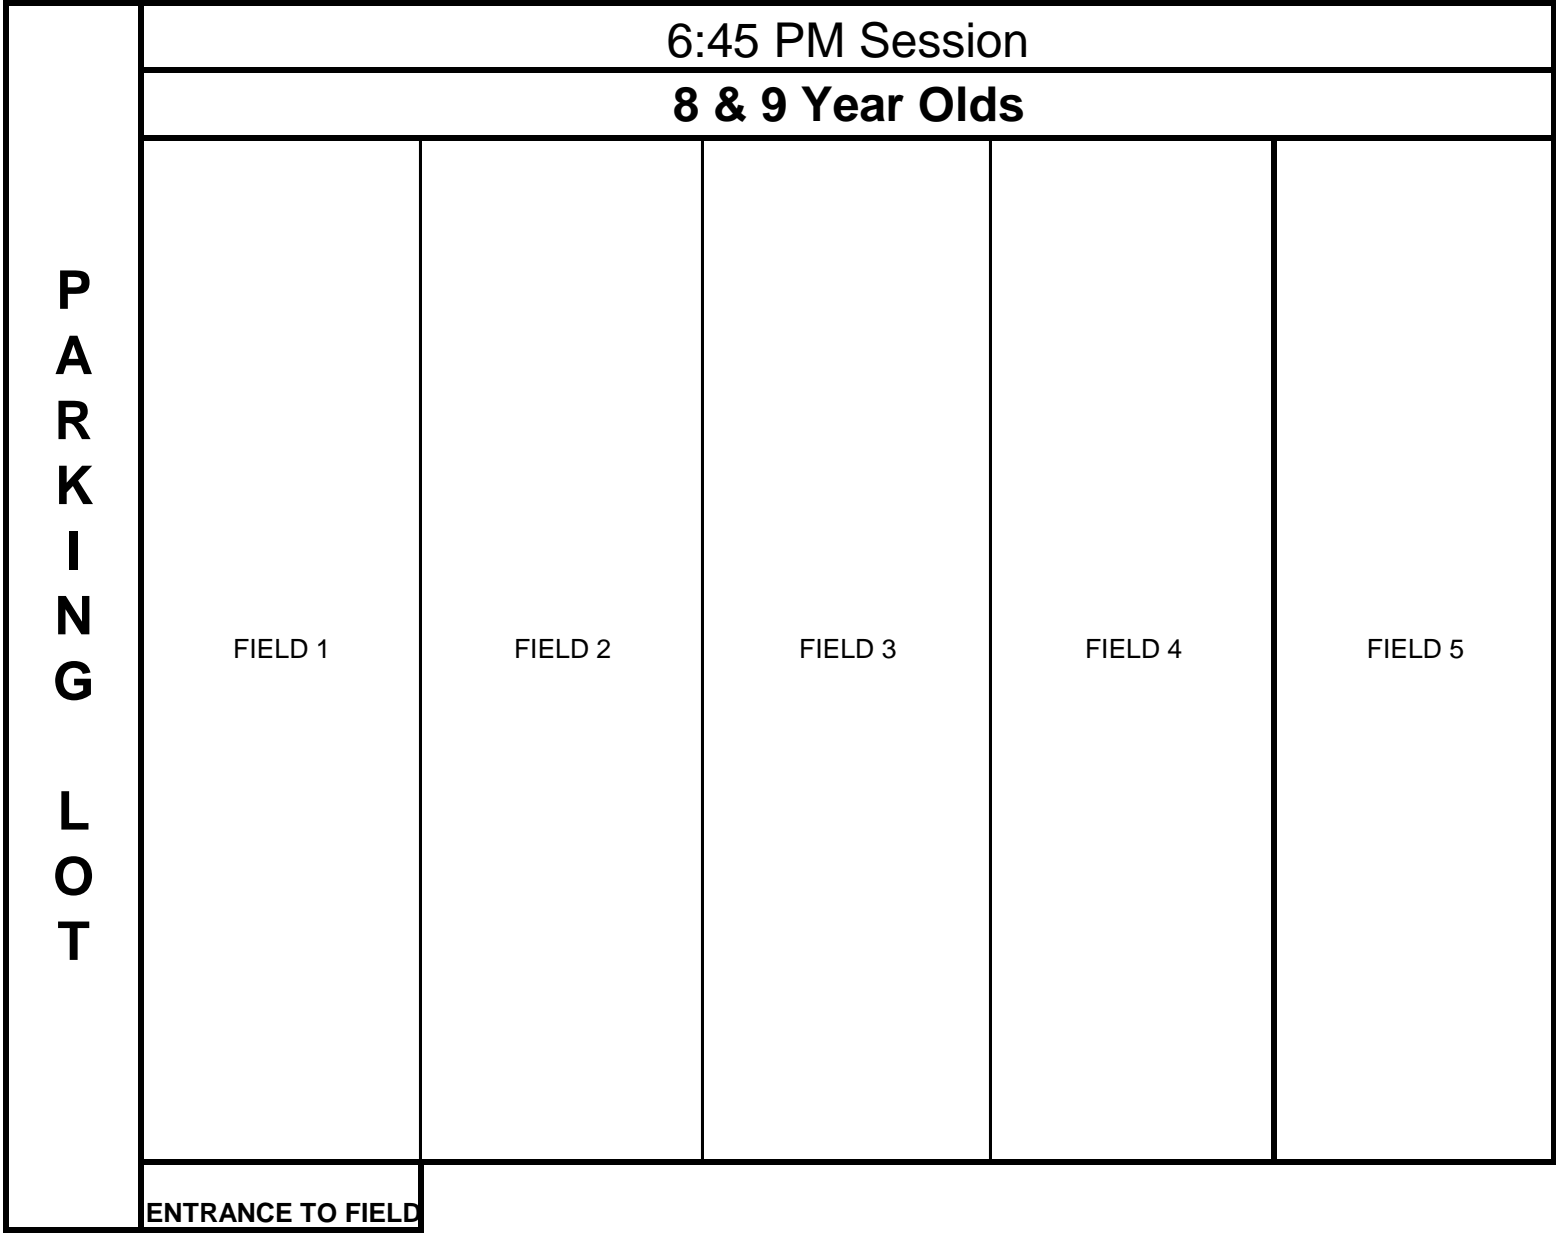 6:45 PM Session
8 & 9 Year Olds
P
A
R
K
I
N
G
L
O
T
FIELD 1
FIELD 2
FIELD 3
FIELD 4
FIELD 5
ENTRANCE TO FIELD